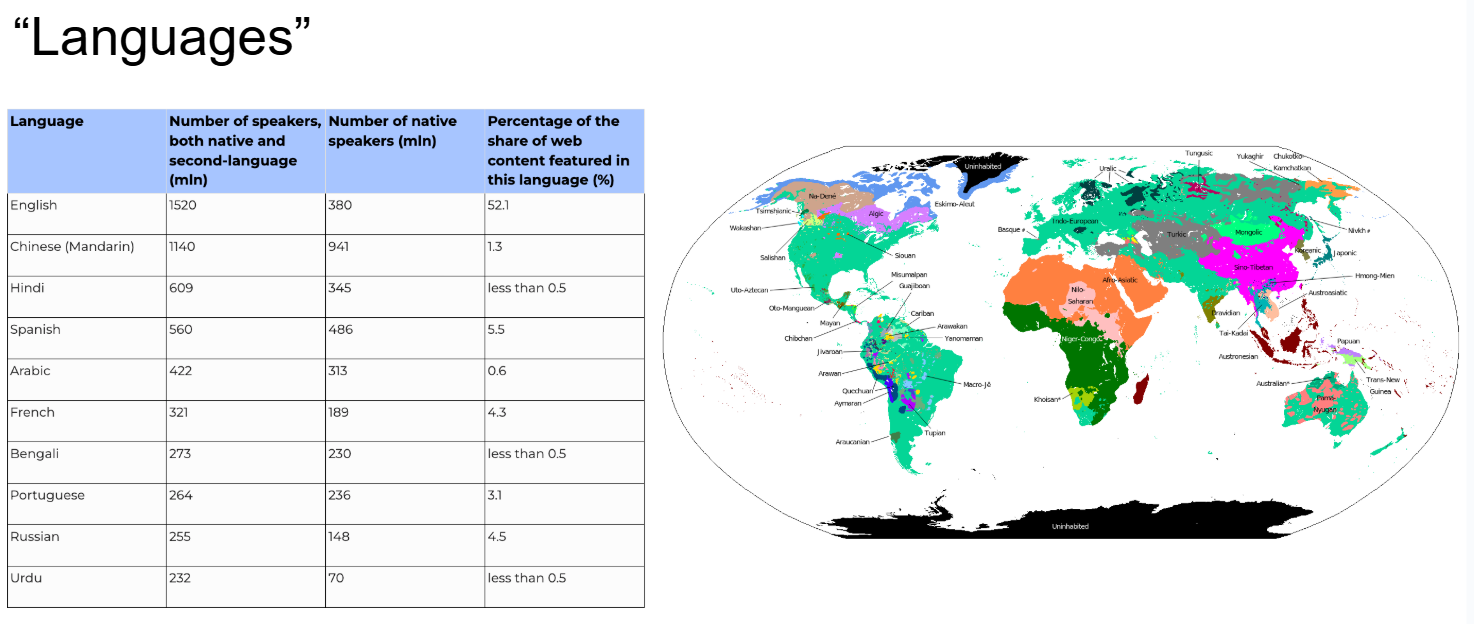 “Languages”
Language
Number of speakers,
both native and
second-language
(mln)
Number of native
speakers (mln)
Percentage of the
share of web
content featured in
this language (%)
English 1520 380 52.1
Chinese (Mandarin) 1140 941 1.3
Hindi 609 345 less than 0.5
Spanish 560 486 5.5
Arabic 422 313 0.6
French 321 189 4.3
Bengali 273 230 less than 0.5
Portuguese 264 236 3.1
Russian 255 148 4.5
Urdu 232 70 less than 0.5
Uninhabited
Na-Dené
Tsimshianic
Wakashan
Algic
Eskimo-Aleut
Salishan
Siouan
Uto-Aztecan
Oto-Manguean
Mayan
Misumalpan
Guajiboan
Chibchan
Cariban
Arawakan
Yanomaman
Jivaroan
Arawan
Quechuan
Aymaran
Macro-Jê
Tupian
Araucanian
Uralic
Tungusic
Yukaghir
Chukotko-
Kamchatkan
Basque
Indo-European
Turkic
Mongolic
Nivkh
Koreanic
Japonic
Sino-Tibetan
Hmong-Mien
Afro-Asiatic
Nilo-
Saharan
Niger-Congo
Khoisan*
Dravidian
Tai-Kadai
Austroasiatic
Austronesian
Papuan
Trans-New
Guinea
Australian*
Pama-
Nyugan
Uninhabited